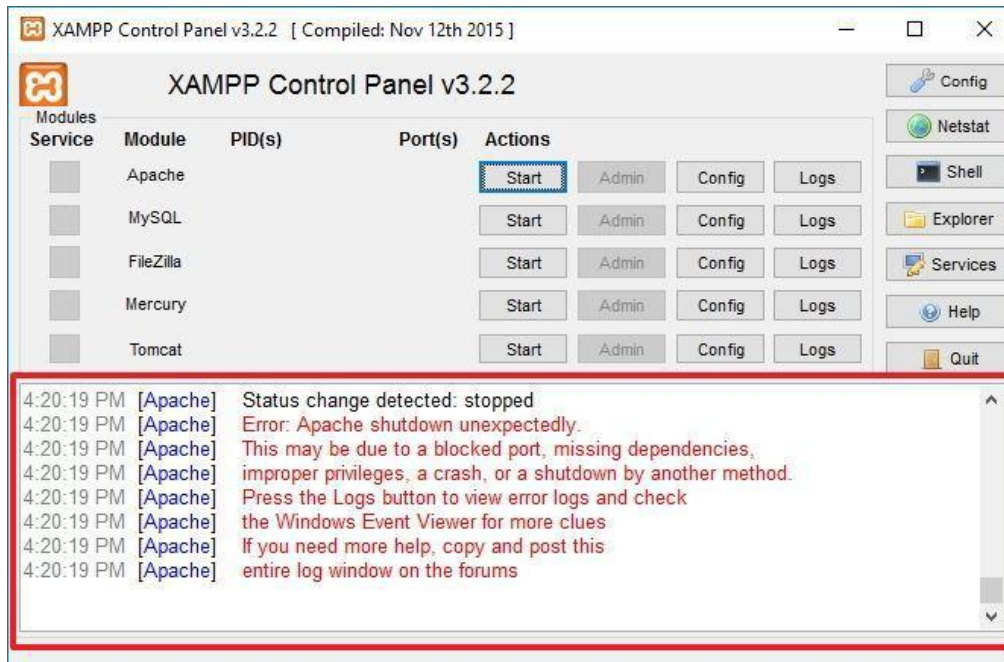 XAMPP Control Panel v3.2.2 [ Compiled: Nov 12th 2015 ]
XAMPP Control Panel v3.2.2
Config
Modules
Service Module PID(s) Port(s) Actions
Netstat
Apache Start Admin Config Logs
Shell
MySQL Start Admin Config Logs
Explorer
FileZilla Start Admin Config Logs
Services
Mercury Start Admin Config Logs
Help
Tomcat Start Admin Config Logs
Quit
4:20:19 PM [Apache] Status change detected: stopped
4:20:19 PM [Apache] Error: Apache shutdown unexpectedly.
4:20:19 PM [Apache] This may be due to a blocked port, missing dependencies,
4:20:19 PM [Apache] improper privileges, a crash, or a shutdown by another method.
4:20:19 PM [Apache] Press the Logs button to view error logs and check
4:20:19 PM [Apache] the Windows Event Viewer for more clues
4:20:19 PM [Apache] If you need more help, copy and post this
4:20:19 PM [Apache] entire log window on the forums